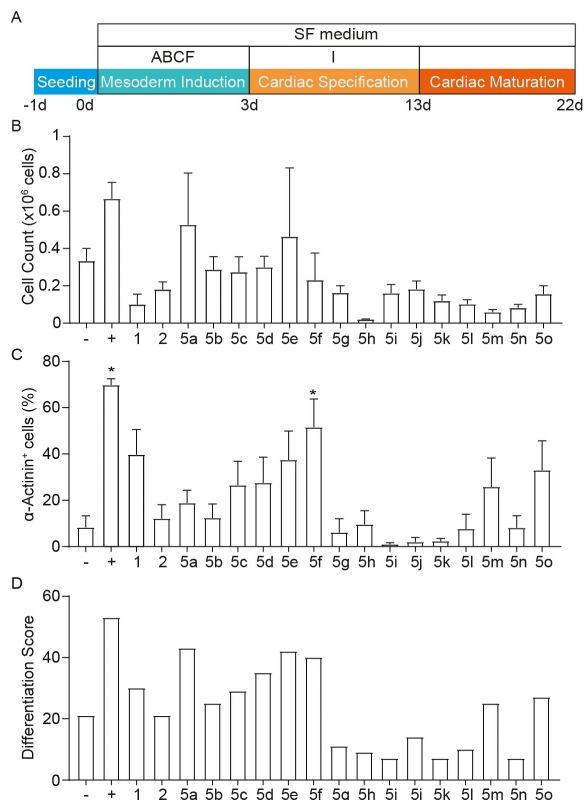 A
SF medium
ABCF I
Seeding Mesoderm Induction Cardiac Specification Cardiac Maturation
-1d 0d 3d 13d 22d
B
Cell Count (x10⁶ cells)
1
0.8
0.6
0.4
0.2
0
- + 1 2 5a 5b 5c 5d 5e 5f 5g 5h 5i 5j 5k 5l 5m 5n 5o
C
α-Actinin⁺ cells (%)
80
60
40
20
0
* *
- + 1 2 5a 5b 5c 5d 5e 5f 5g 5h 5i 5j 5k 5l 5m 5n 5o
D
Differentiation Score
60
40
20
0
- + 1 2 5a 5b 5c 5d 5e 5f 5g 5h 5i 5j 5k 5l 5m 5n 5o